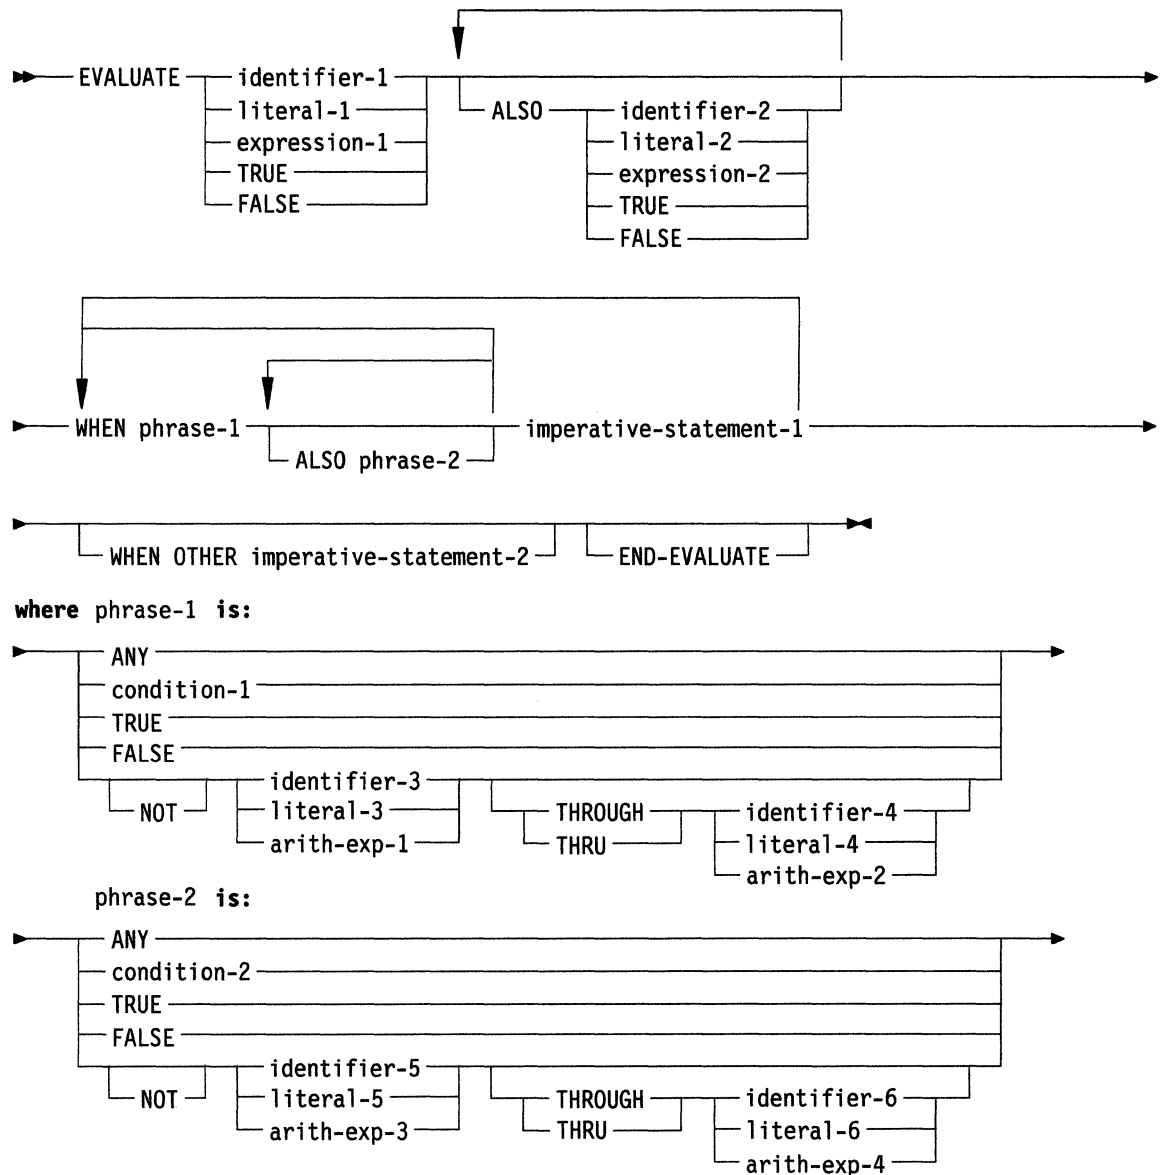 EVALUATE identifier-1
literal-1 ALSO identifier-2
expression-1 literal-2
TRUE expression-2
FALSE TRUE
FALSE
WHEN phrase-1 imperative-statement-1
ALSO phrase-2
WHEN OTHER imperative-statement-2 END-EVALUATE
where phrase-1 is:
ANY
condition-1
TRUE
FALSE
identifier-3
NOT literal-3 THROUGH identifier-4
arith-exp-1 THRU literal-4
arith-exp-2
phrase-2 is:
ANY
condition-2
TRUE
FALSE
identifier-5
NOT literal-5 THROUGH identifier-6
arith-exp-3 THRU literal-6
arith-exp-4